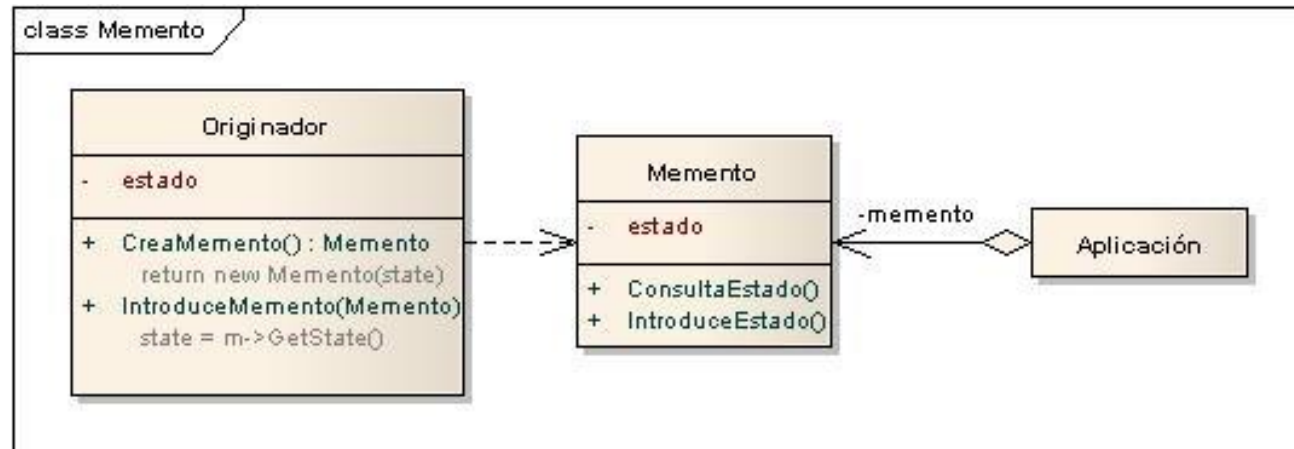 class Memento
Originador
- estado
+ CreaMemento() : Memento
return new Memento(state)
+ IntroduceMemento(Memento)
state = m->GetState()
Memento
- estado
+ ConsultaEstado()
+ IntroduceEstado()
-memento
Aplicación